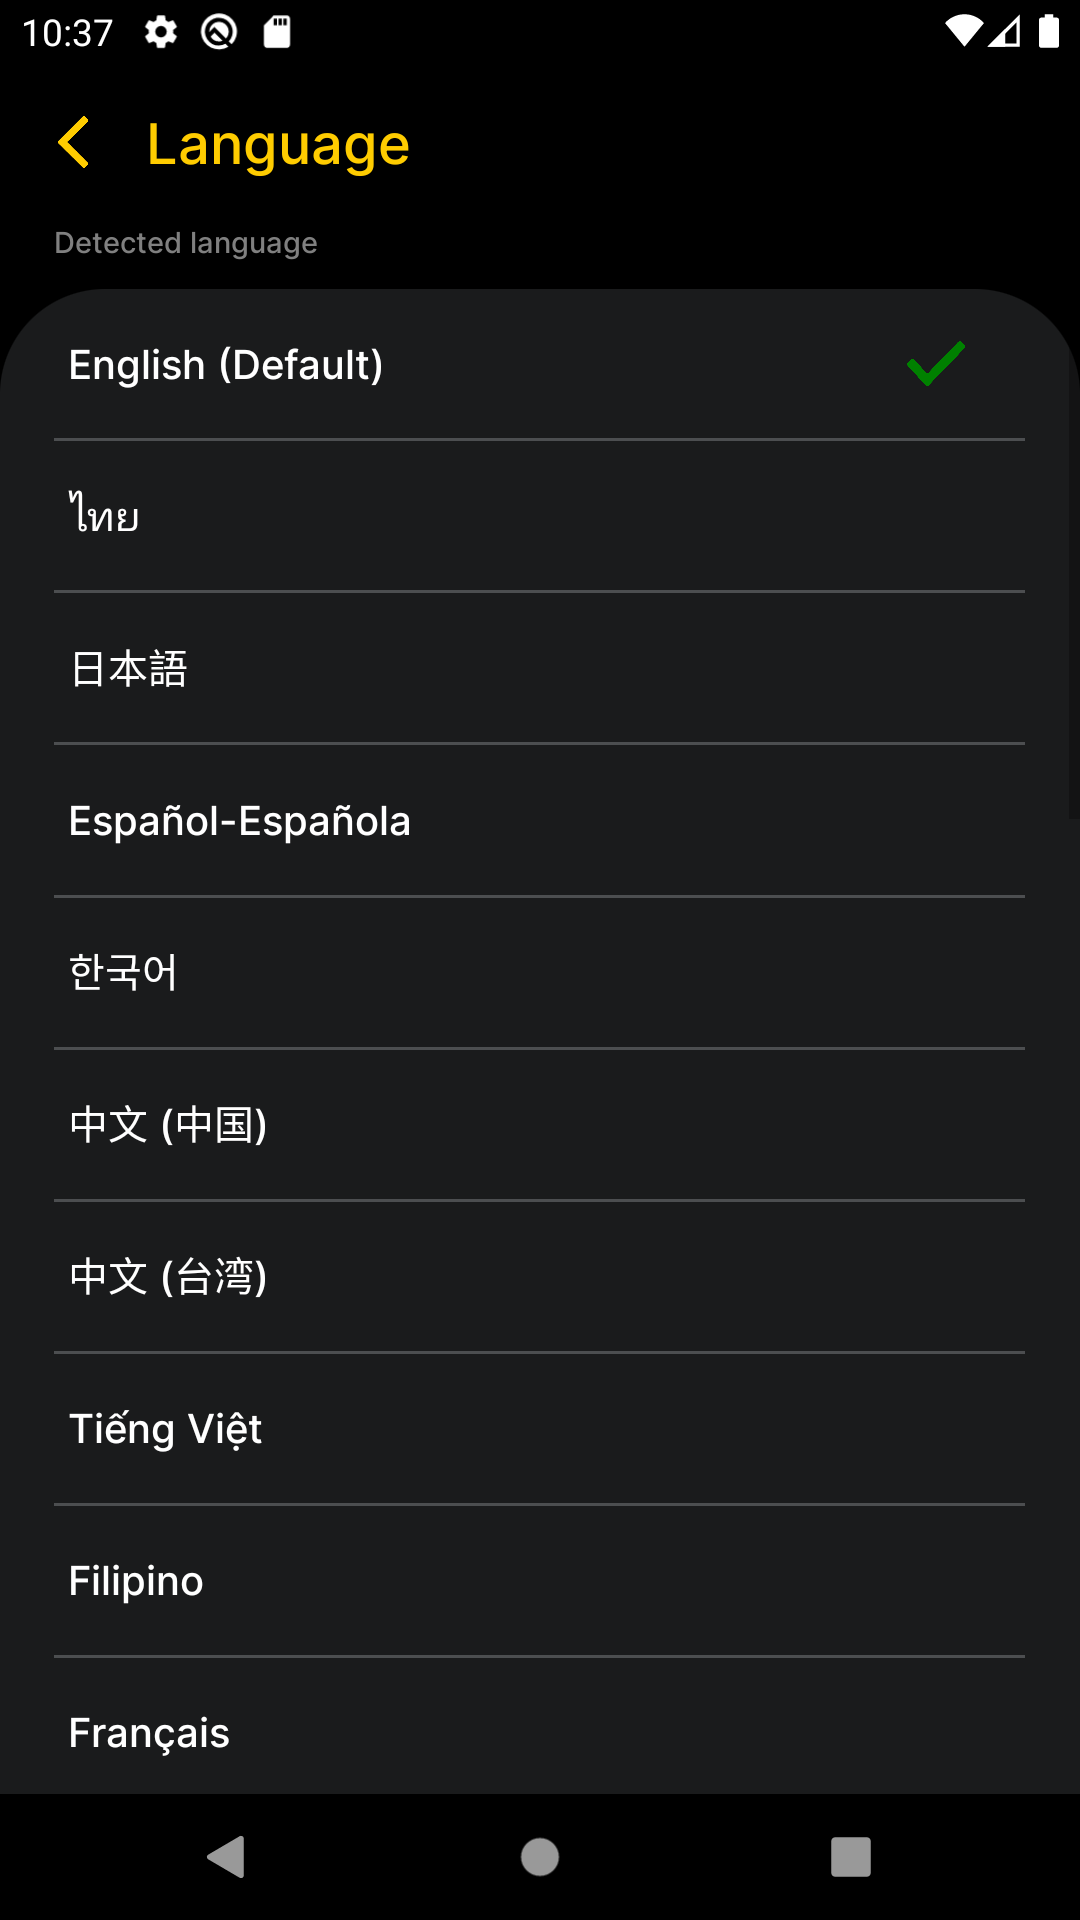 10:37
Language
Detected language
English (Default)
ไทย
日本語
Español-Española
한국어
中文 (中国)
中文 (台湾)
Tiếng Việt
Filipino
Français